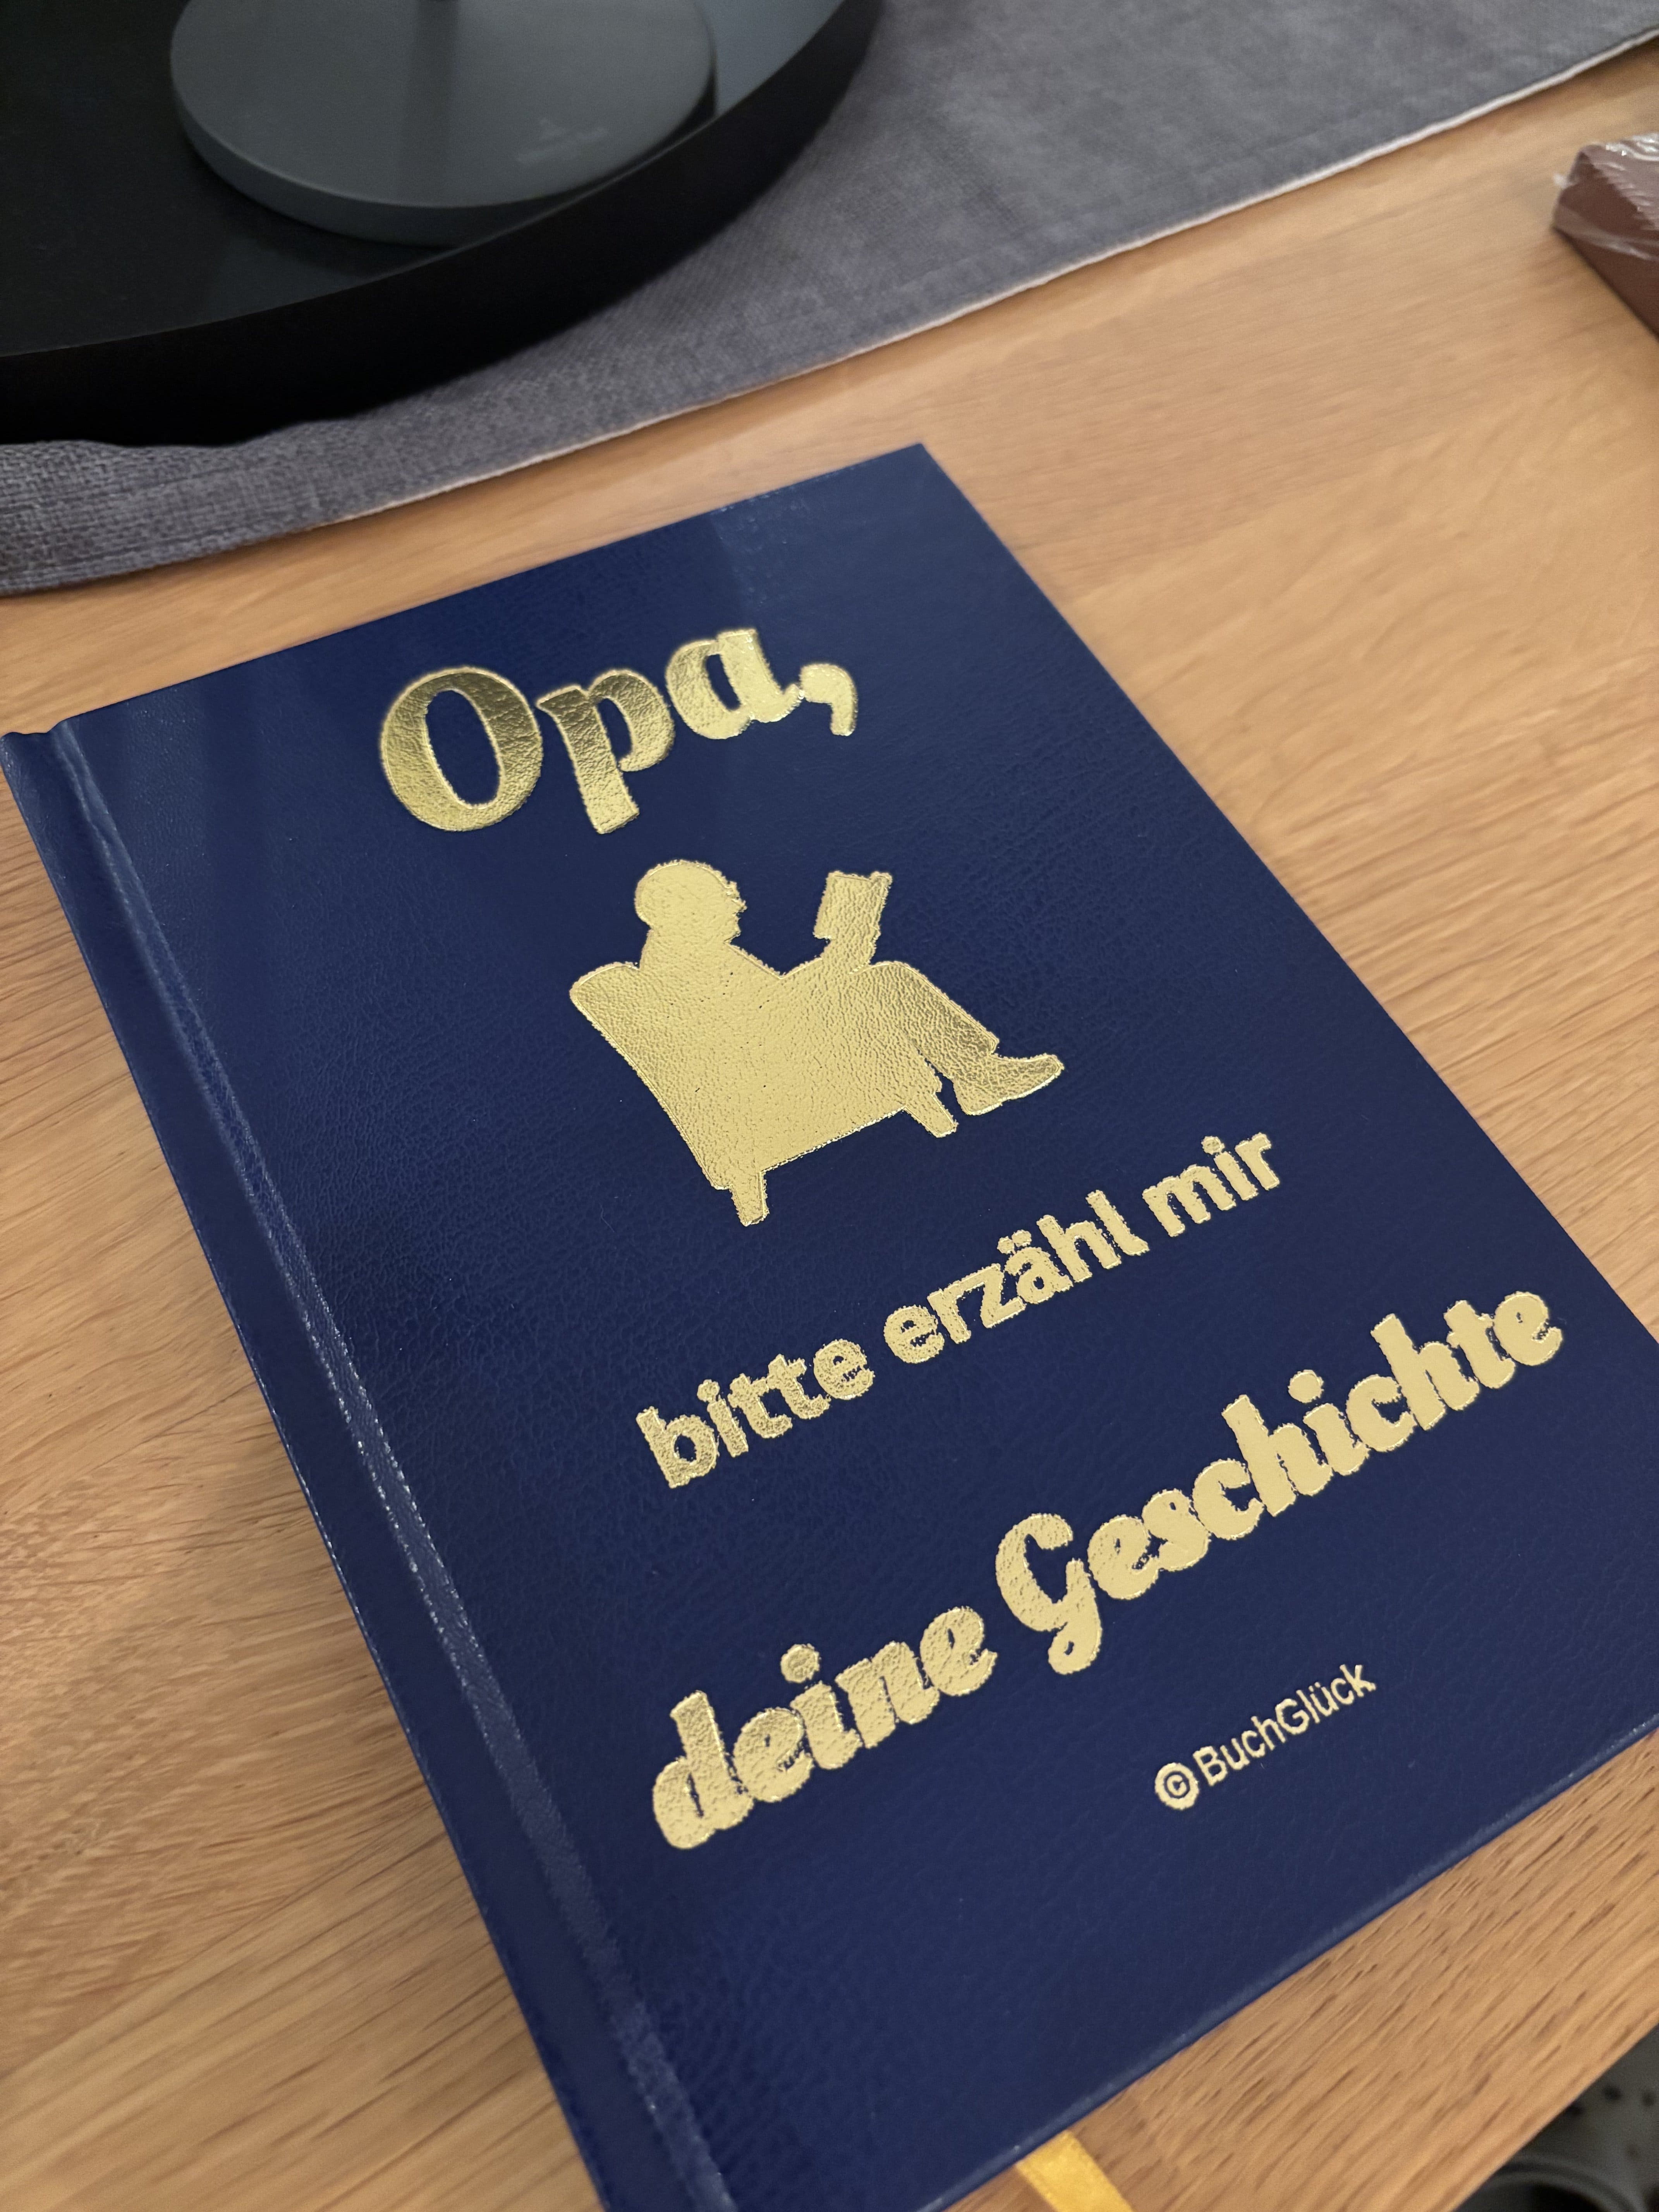 Opa,
bitte erzähl mir
deine Geschichte
©BuchGlück